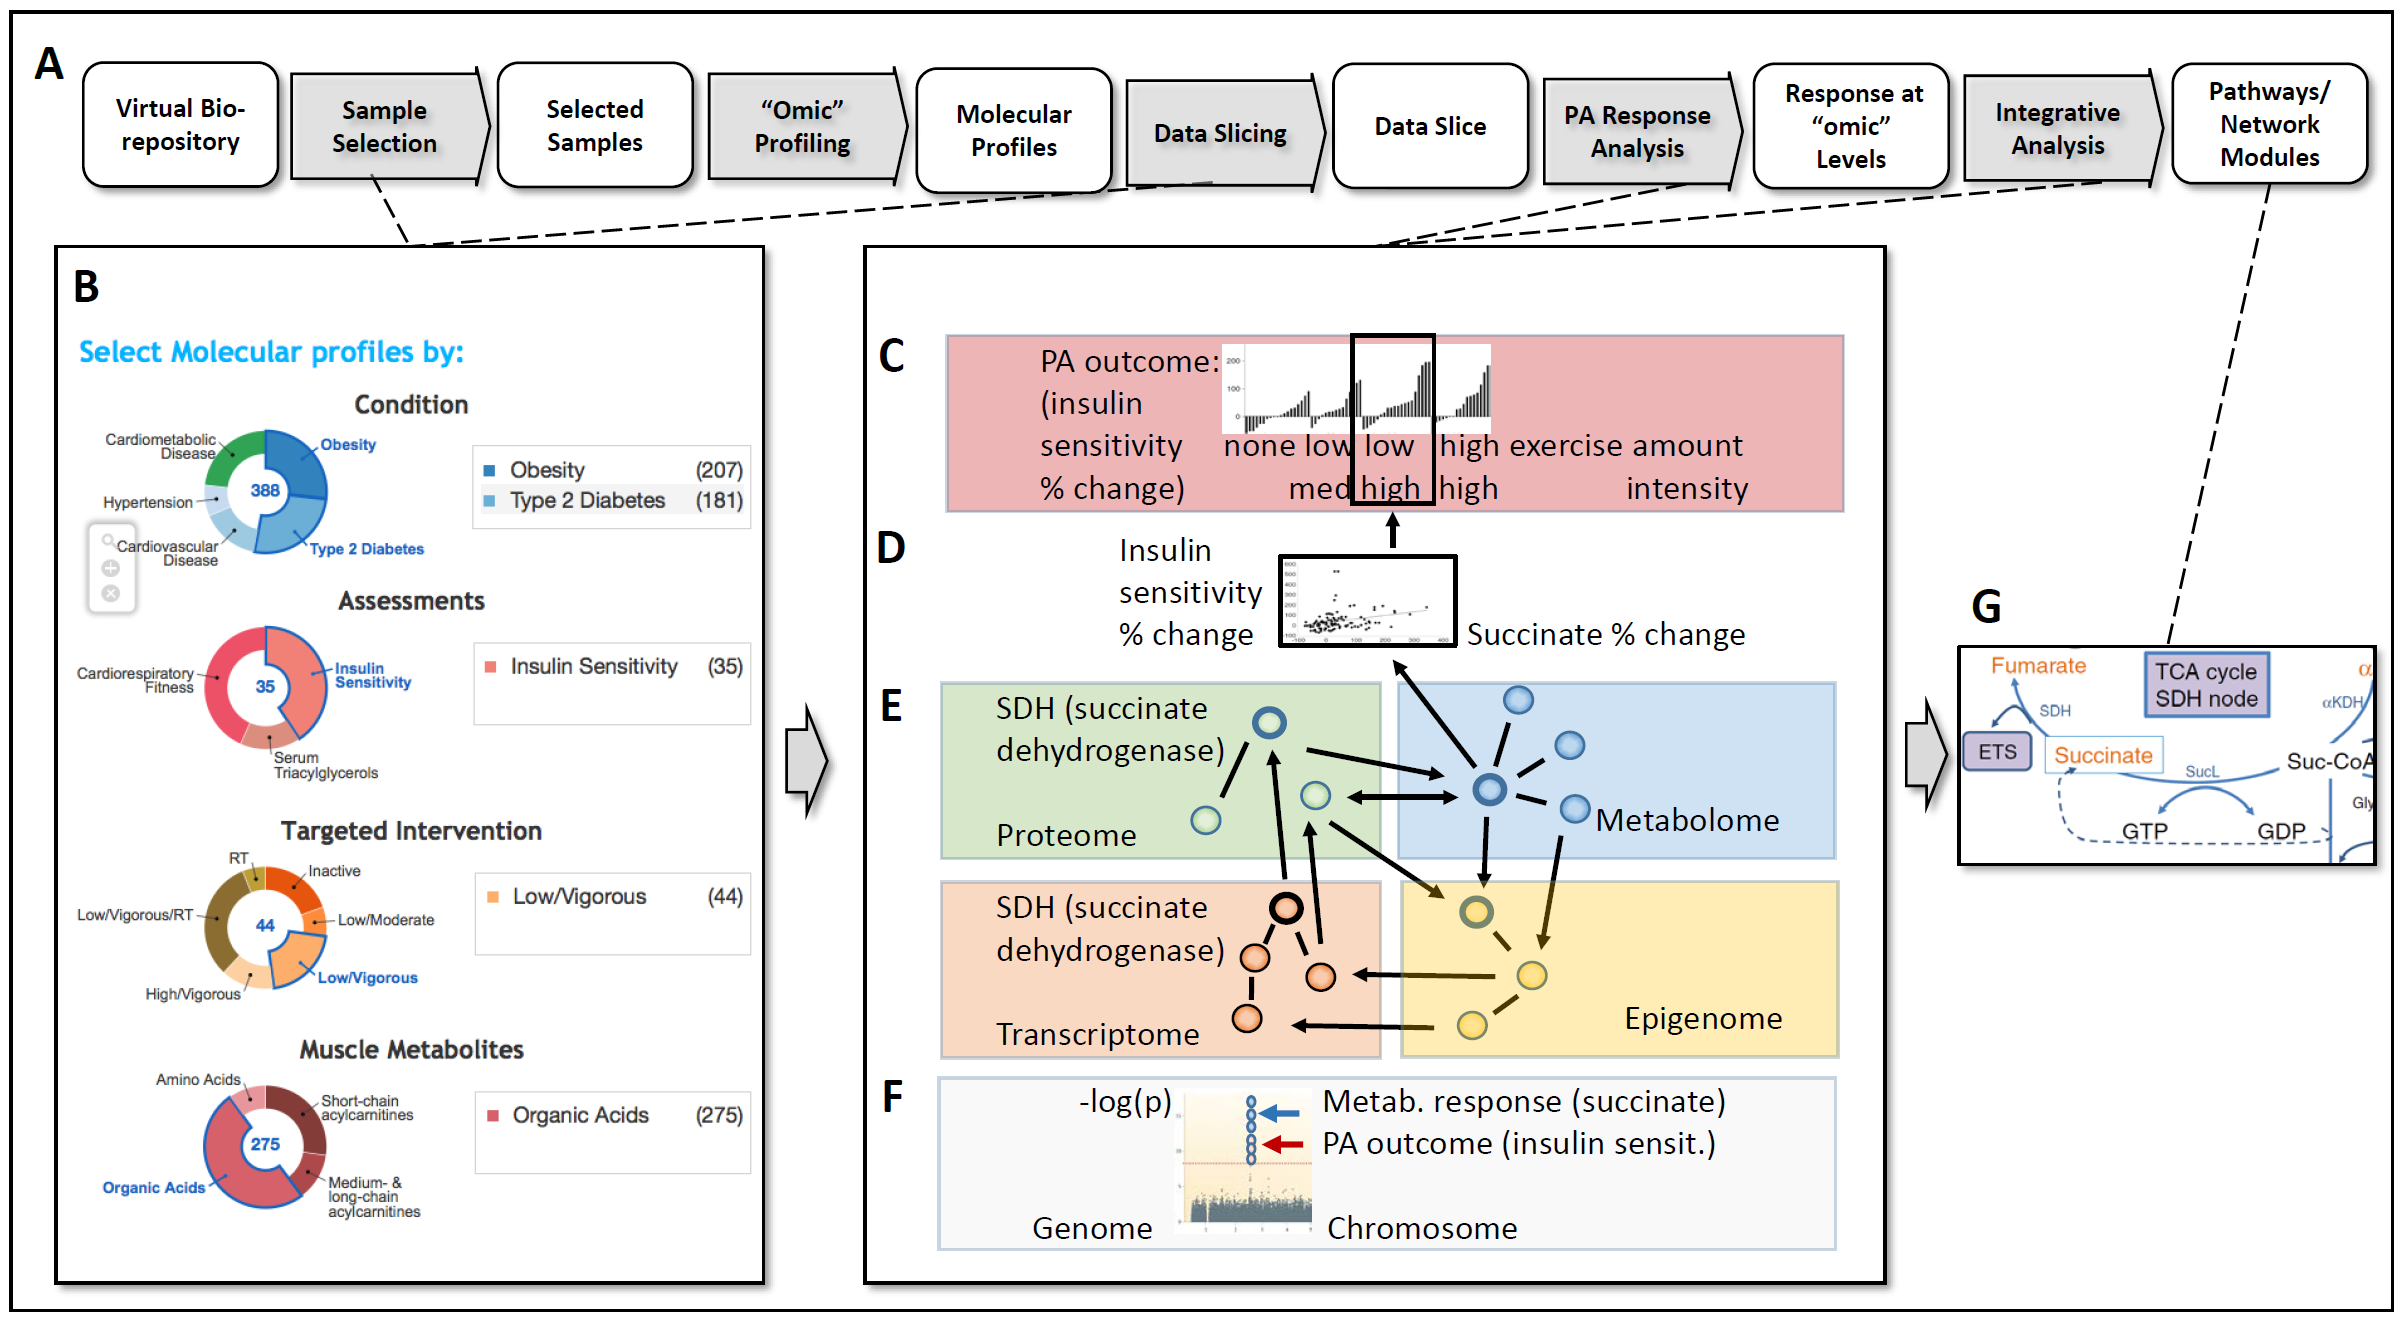 A
Virtual Bio-
repository
Sample
Selection
Selected
Samples
“Omic”
Profiling
Molecular
Profiles
Data Slicing
Data Slice
PA Response
Analysis
Response at
“omic”
Levels
Integrative
Analysis
Pathways/
Network
Modules
B
Select Molecular profiles by:
Condition
Cardiometabolic
Disease
Obesity
388
Hypertension
Cardiovascular
Disease
Type 2 Diabetes
Obesity (207)
Type 2 Diabetes (181)
Assessments
Cardiorespiratory
Fitness
35
Insulin
Sensitivity
Serum
Triacylglycerols
Insulin Sensitivity (35)
Targeted Intervention
RT
Inactive
Low/Vigorous/RT
44
Low/Moderate
High/Vigorous
Low/Vigorous
Low/Vigorous (44)
Muscle Metabolites
Amino Acids
Short-chain
acylcarnitines
275
Organic Acids
Medium- &
long-chain
acylcarnitines
Organic Acids (275)
C
PA outcome:
(insulin
sensitivity
% change)
200
100
0
none low low high exercise amount
med high high intensity
D
Insulin
sensitivity
% change
Succinate % change
E
SDH (succinate
dehydrogenase)
Proteome
Metabolome
SDH (succinate
dehydrogenase)
Transcriptome
Epigenome
F
-log(p)
Metab. response (succinate)
PA outcome (insulin sensit.)
Genome
Chromosome
G
Fumarate
TCA cycle
SDH node
α
αKDH
SDH
ETS
Succinate
SucL
Suc-CoA
Gly
GTP
GDP